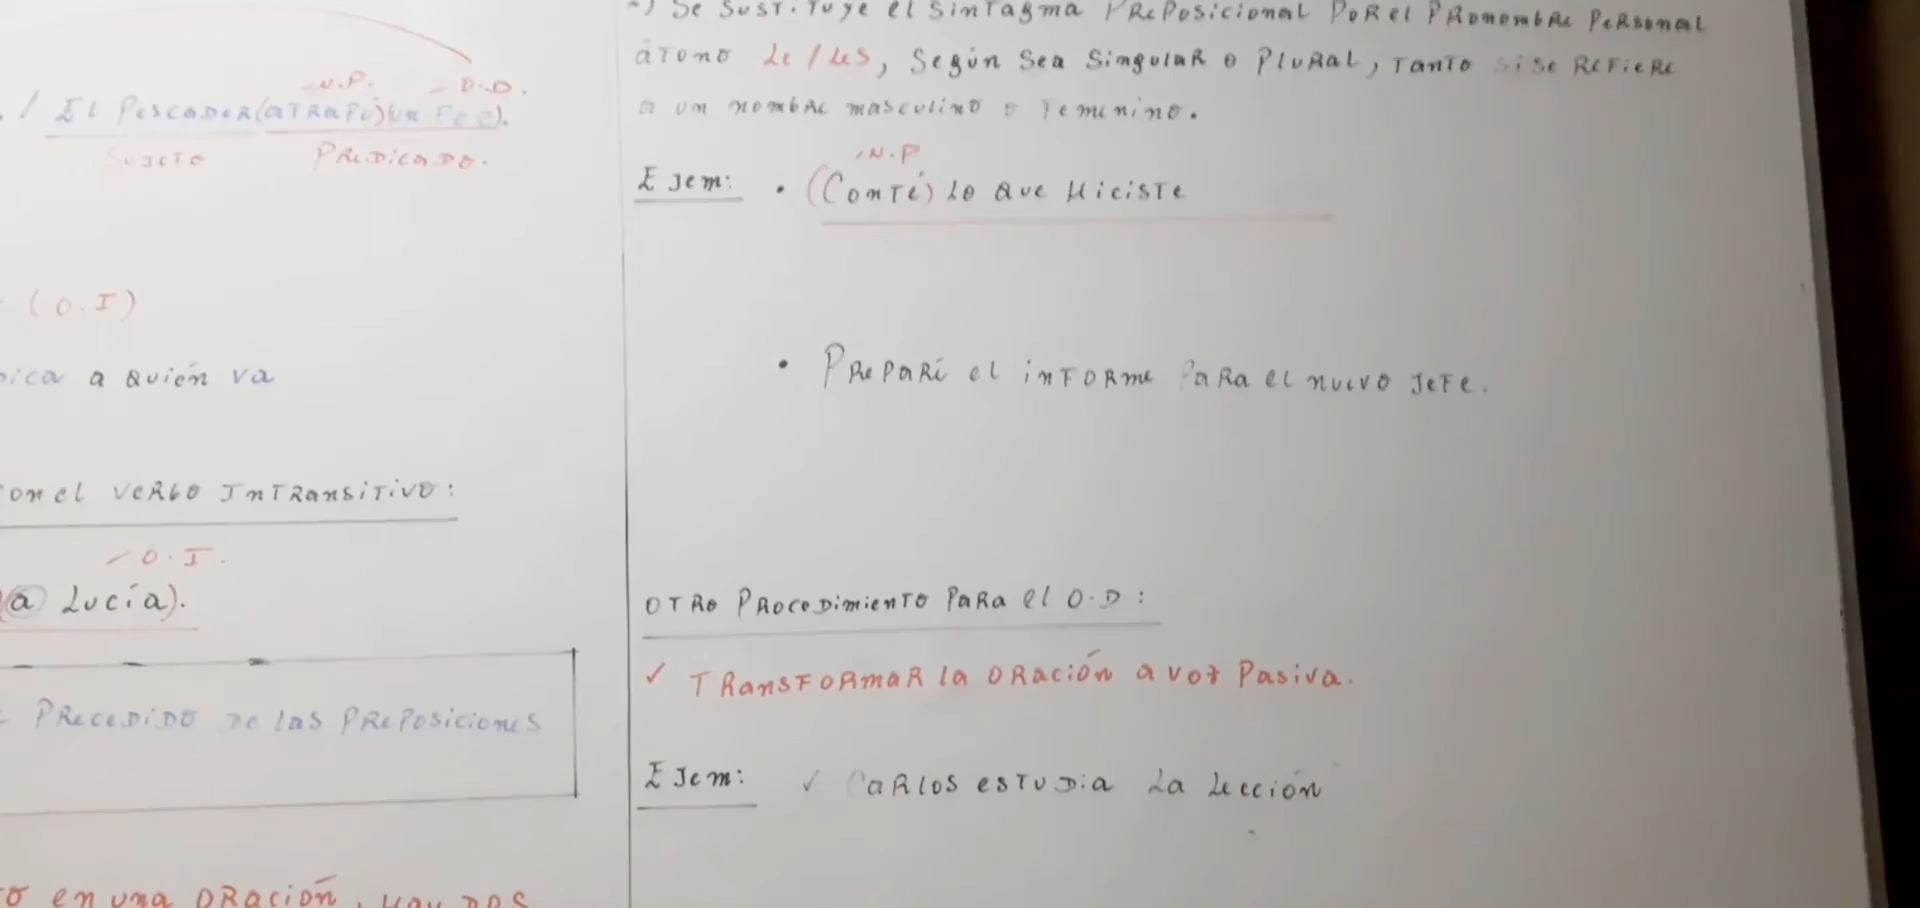 N.P. O.D.
/ El Pescador (atrapó) un Pez).
Sujeto Predicado.
(O.I)
a quién va
con el verbo Intransitivo:
O.I.
(a Lucía).
Precedido de las Preposiciones
en una oración, hay dos
Se sustituye el sintagma Preposicional Por el Pronombre Personal
átono Le / Les, según sea singular o Plural, tanto si se refiere
a un nombre masculino o femenino.
N.P
Ejem: • (Conté) lo que hiciste
• Preparé el informe Para el nuevo Jefe.
Otro Procedimiento Para el O.D:
✓ Transformar la oración a voz Pasiva.
Ejem: ✓ Carlos estudia La Lección